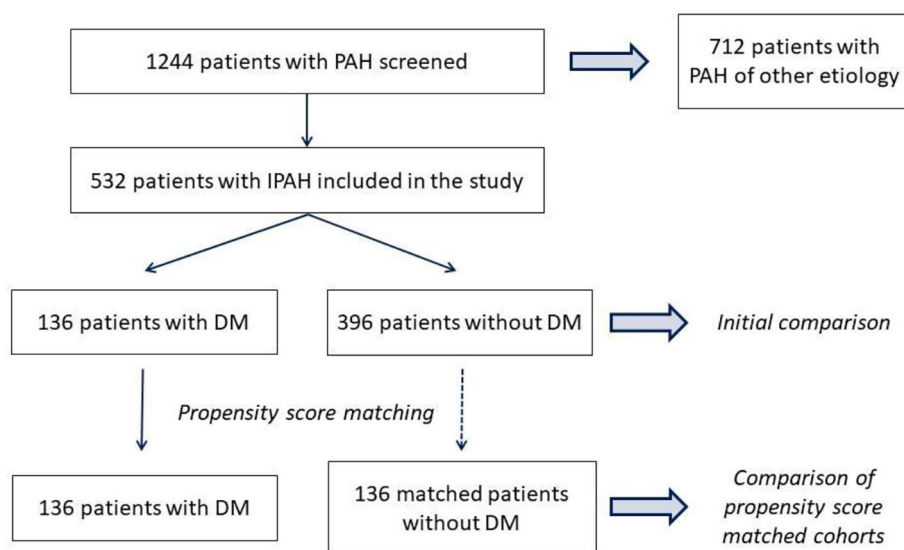 1244 patients with PAH screened
712 patients with
PAH of other etiology
532 patients with IPAH included in the study
136 patients with DM
396 patients without DM
Initial comparison
Propensity score matching
136 patients with DM
136 matched patients
without DM
Comparison of
propensity score
matched cohorts